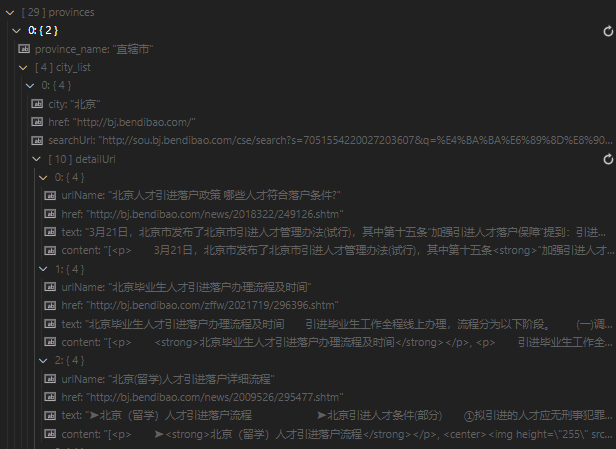 [ 29 ] provinces
0: { 2 }
province_name: "直辖市"
[ 4 ] city_list
0: { 4 }
city: "北京"
href: "http://bj.bendibao.com/"
searchUrl: "http://sou.bj.bendibao.com/cse/search?s=7051554220027203607&q=%E4%BA%BA%E6%89%8D%E8%90...
[ 10 ] detailUrl
0: { 4 }
urlName: "北京人才引进落户政策 哪些人才符合落户条件?"
href: "http://bj.bendibao.com/news/2018322/249126.shtm"
text: "3月21日，北京市发布了北京市引进人才管理办法(试行)，其中第十五条"加强引进人才落户保障"提到：引进...
content: "[<p>　　3月21日，北京市发布了北京市引进人才管理办法(试行)，其中第十五条<strong>"加强引进人才...
1: { 4 }
urlName: "北京毕业生人才引进落户办理流程及时间"
href: "http://bj.bendibao.com/zffw/2021719/296396.shtm"
text: "北京毕业生人才引进落户办理流程及时间　　引进毕业生工作全程线上办理，流程分为以下阶段。　　(一)调...
content: "[<p>　　<strong>北京毕业生人才引进落户办理流程及时间</strong></p>, <p>　　引进毕业生工作全...
2: { 4 }
urlName: "北京(留学)人才引进落户详细流程"
href: "http://bj.bendibao.com/news/2009526/295477.shtm"
text: "➤北京（留学）人才引进落户流程　　　　　➤北京引进人才条件(部分)　　①拟引进的人才应无刑事犯罪...
content: "[<p>　　➤<strong>北京（留学）人才引进落户流程</strong></p>, <center><img height=\"255\" src...